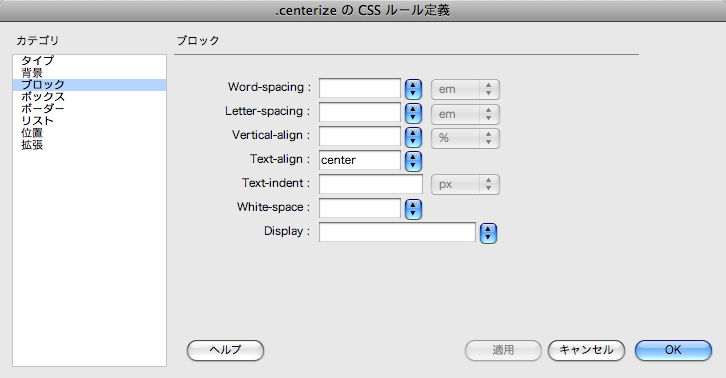 .centerize の CSS ルール定義
カテゴリ
ブロック
タイプ
背景
ブロック
ボックス
ボーダー
リスト
位置
拡張
Word-spacing :
em
Letter-spacing :
em
Vertical-align :
%
Text-align :
center
Text-indent :
px
White-space :
Display :
ヘルプ
適用
キャンセル
OK